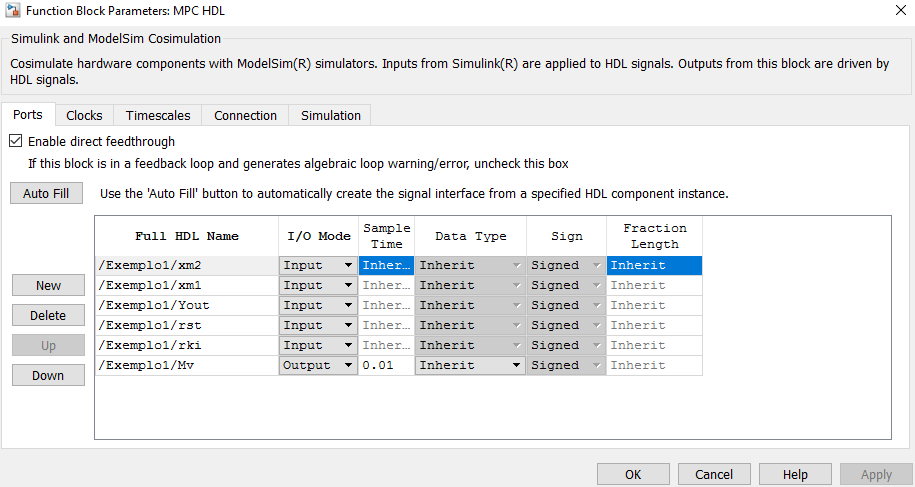 Function Block Parameters: MPC HDL
Simulink and ModelSim Cosimulation
Cosimulate hardware components with ModelSim(R) simulators. Inputs from Simulink(R) are applied to HDL signals. Outputs from this block are driven by
HDL signals.
Ports Clocks Timescales Connection Simulation
Enable direct feedthrough
If this block is in a feedback loop and generates algebraic loop warning/error, uncheck this box
Auto Fill Use the 'Auto Fill' button to automatically create the signal interface from a specified HDL component instance.
Full HDL Name I/O Mode Sample Time Data Type Sign Fraction Length
/Exemplo1/xm2 Input Inher... Inherit Signed Inherit
/Exemplo1/xm1 Input Inher... Inherit Signed Inherit
/Exemplo1/Yout Input Inher... Inherit Signed Inherit
/Exemplo1/rst Input Inher... Inherit Signed Inherit
/Exemplo1/rki Input Inher... Inherit Signed Inherit
/Exemplo1/Mv Output 0.01 Inherit Signed Inherit
New
Delete
Up
Down
OK Cancel Help Apply